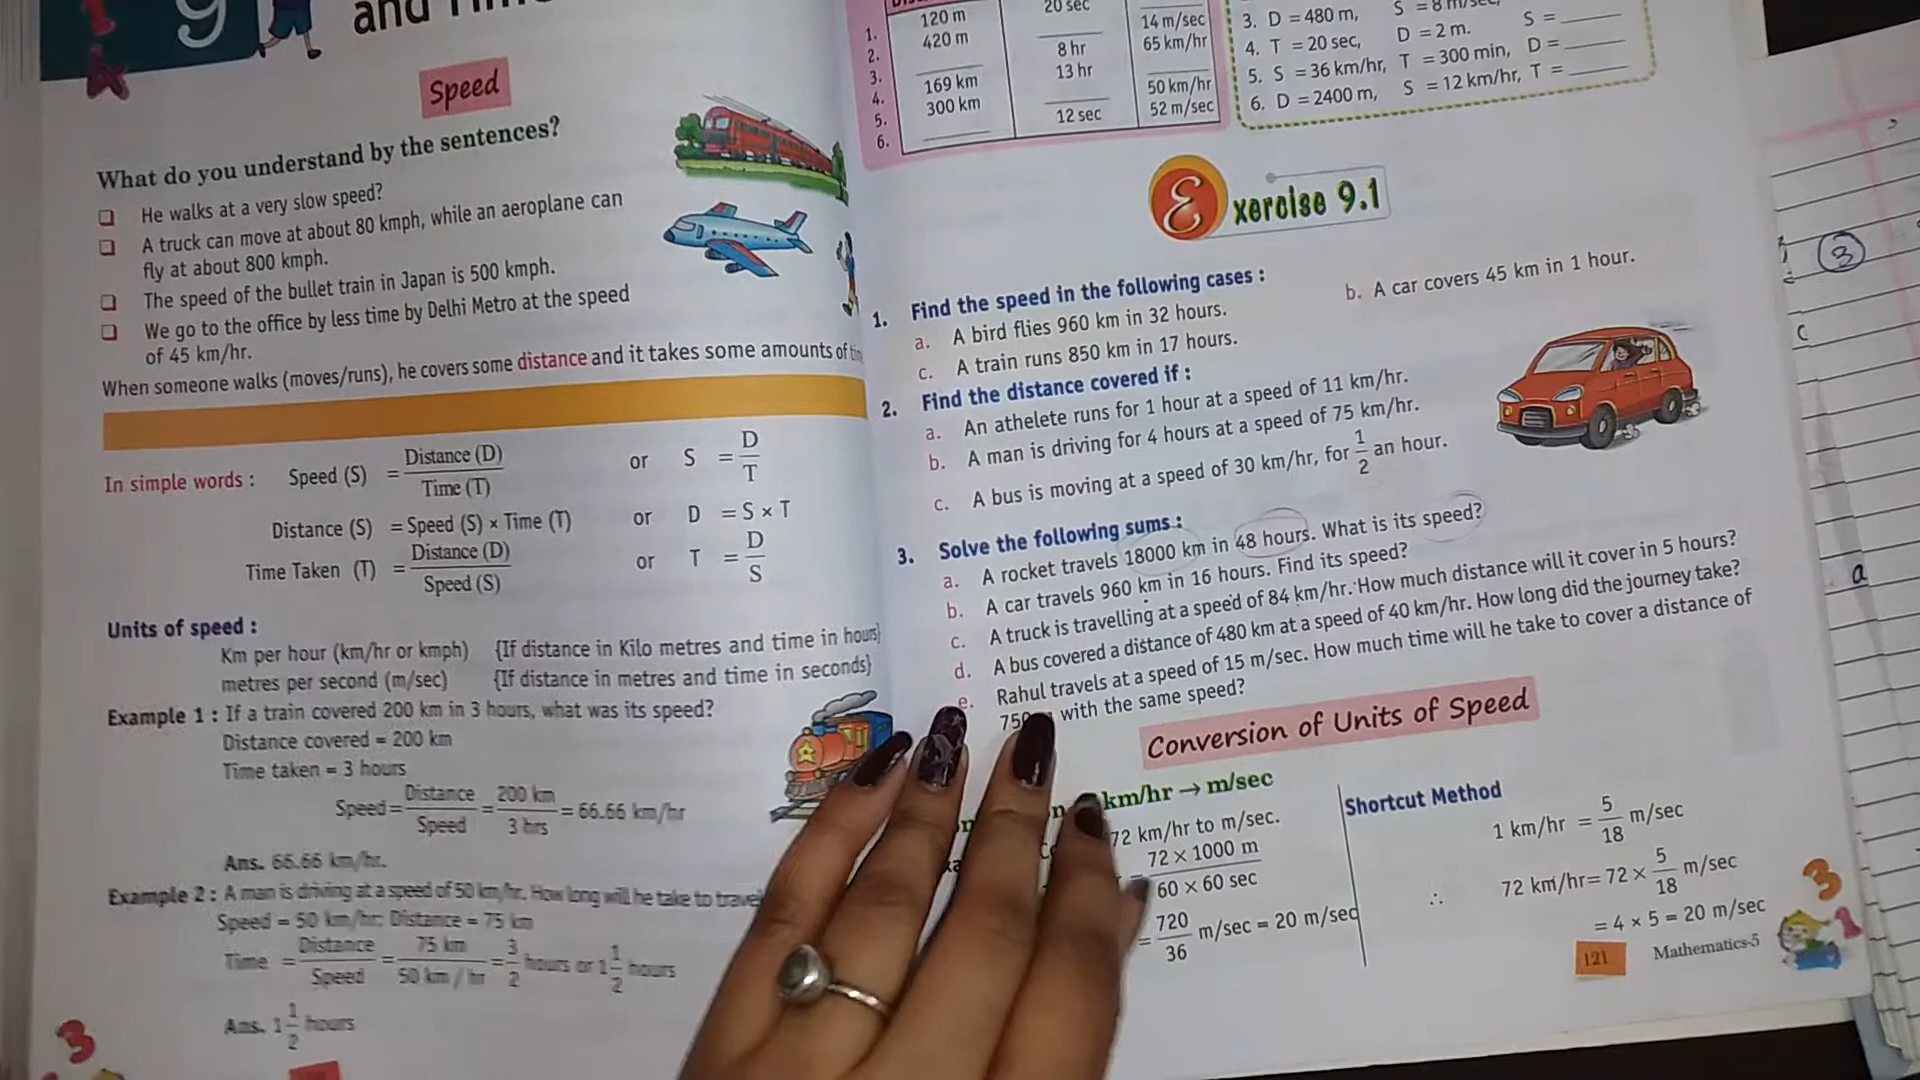 9
and
Speed
What do you understand by the sentences?
He walks at a very slow speed?
A truck can move at about 80 kmph, while an aeroplane can
fly at about 800 kmph.
The speed of the bullet train in Japan is 500 kmph.
We go to the office by less time by Delhi Metro at the speed
of 45 km/hr.
When someone walks (moves/runs), he covers some distance and it takes some amounts of
In simple words : Speed (S) = Distance (D) / Time (T) or S = D / T
Distance (S) = Speed (S) × Time (T) or D = S × T
Time Taken (T) = Distance (D) / Speed (S) or T = D / S
Units of speed :
Km per hour (km/hr or kmph) {If distance in Kilo metres and time in hours}
metres per second (m/sec) {If distance in metres and time in seconds}
Example 1 : If a train covered 200 km in 3 hours, what was its speed?
Distance covered = 200 km
Time taken = 3 hours
Speed = Distance / Speed = 200 km / 3 hrs = 66.66 km/hr
Ans. 66.66 km/hr.
Example 2 : A man is driving at a speed of 50 km/hr. How long will he take to travel
Speed = 50 km/hr; Distance = 75 km
Time = Distance / Speed = 75 km / 50 km / hr = 3/2 hours or 1 1/2 hours
Ans. 1 1/2 hours
3
1. 120 m 20 sec
2. 420 m ____ 14 m/sec
3. ____ 8 hr 65 km/hr
4. 169 km 13 hr ____
5. 300 km ____ 50 km/hr
6. ____ 12 sec 52 m/sec
3. D = 480 m, S = 8 m/sec,
4. T = 20 sec, D = 2 m. S = ____
5. S = 36 km/hr, T = 300 min, D = ____
6. D = 2400 m, S = 12 km/hr, T = ____
Exercise 9.1
1. Find the speed in the following cases :
a. A bird flies 960 km in 32 hours. b. A car covers 45 km in 1 hour.
c. A train runs 850 km in 17 hours.
2. Find the distance covered if :
a. An athelete runs for 1 hour at a speed of 11 km/hr.
b. A man is driving for 4 hours at a speed of 75 km/hr.
c. A bus is moving at a speed of 30 km/hr, for 1/2 an hour.
3. Solve the following sums :
a. A rocket travels 18000 km in 48 hours. What is its speed?
b. A car travels 960 km in 16 hours. Find its speed?
c. A truck is travelling at a speed of 84 km/hr. How much distance will it cover in 5 hours?
d. A bus covered a distance of 480 km at a speed of 40 km/hr. How long did the journey take?
e. Rahul travels at a speed of 15 m/sec. How much time will he take to cover a distance of
with the same speed?
Conversion of Units of Speed
km/hr → m/sec
72 km/hr to m/sec.
= 72 × 1000 m / 60 × 60 sec
= 720 / 36 m/sec = 20 m/sec
Shortcut Method
1 km/hr = 5/18 m/sec
∴ 72 km/hr = 72 × 5/18 m/sec
= 4 × 5 = 20 m/sec
121 Mathematics-5
3
1
3
c
a